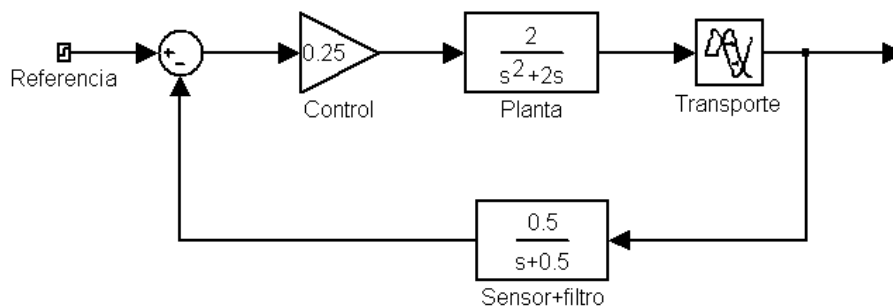 Referencia
+
−
0.25
Control
2
s²+2s
Planta
Transporte
0.5
s+0.5
Sensor+filtro